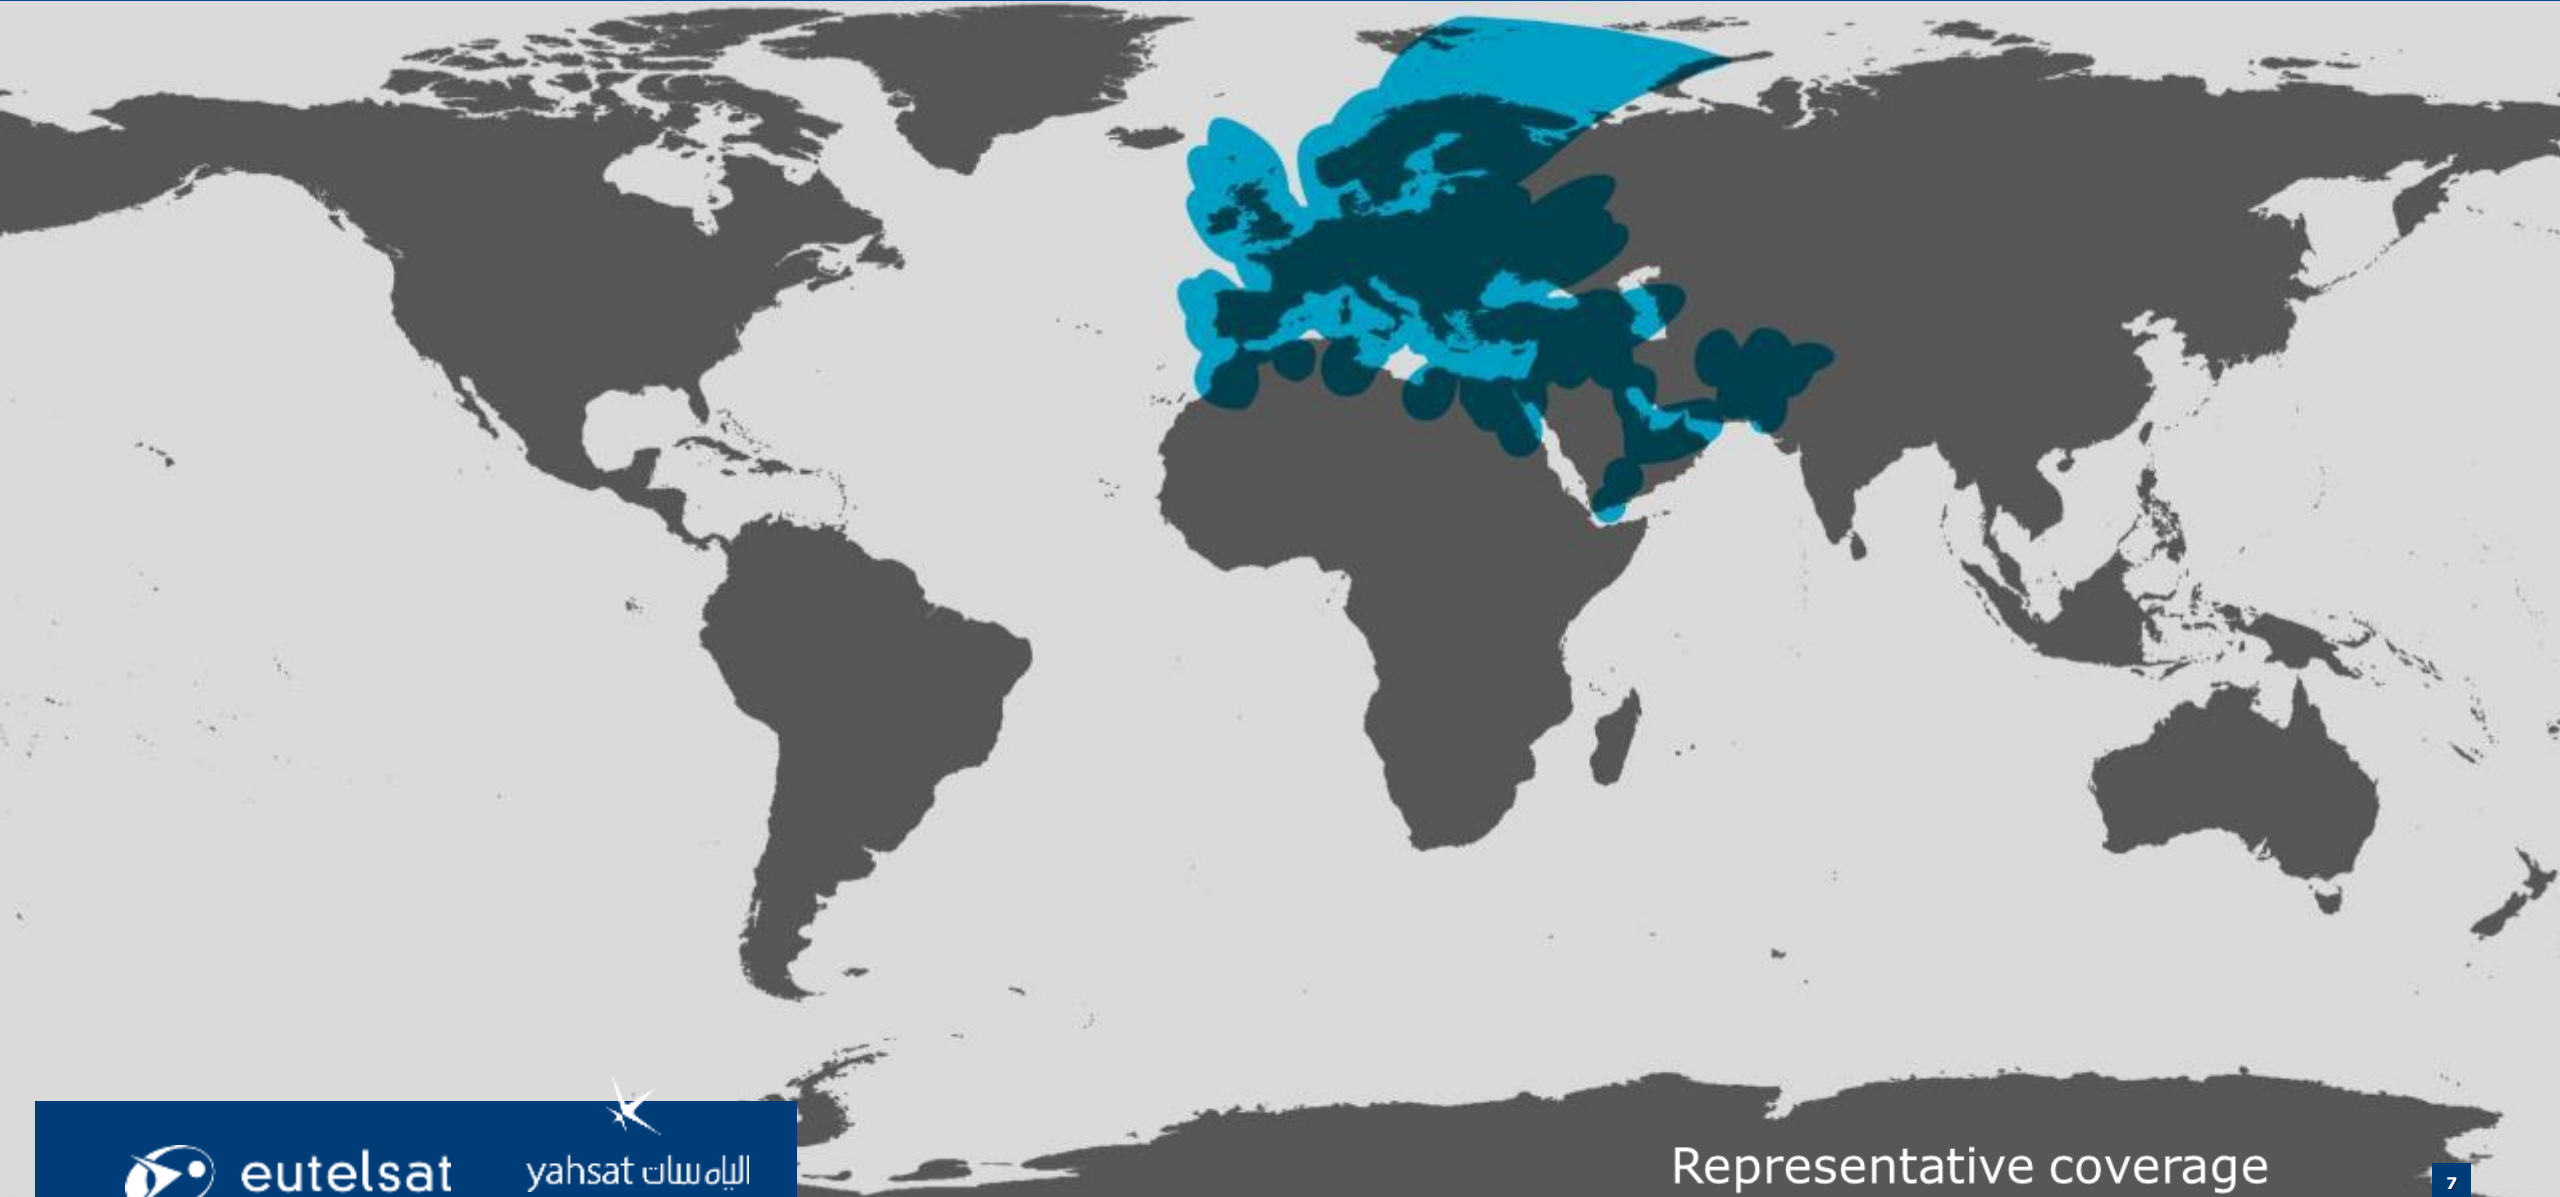 eutelsat
yahsat الياه سات
Representative coverage
7